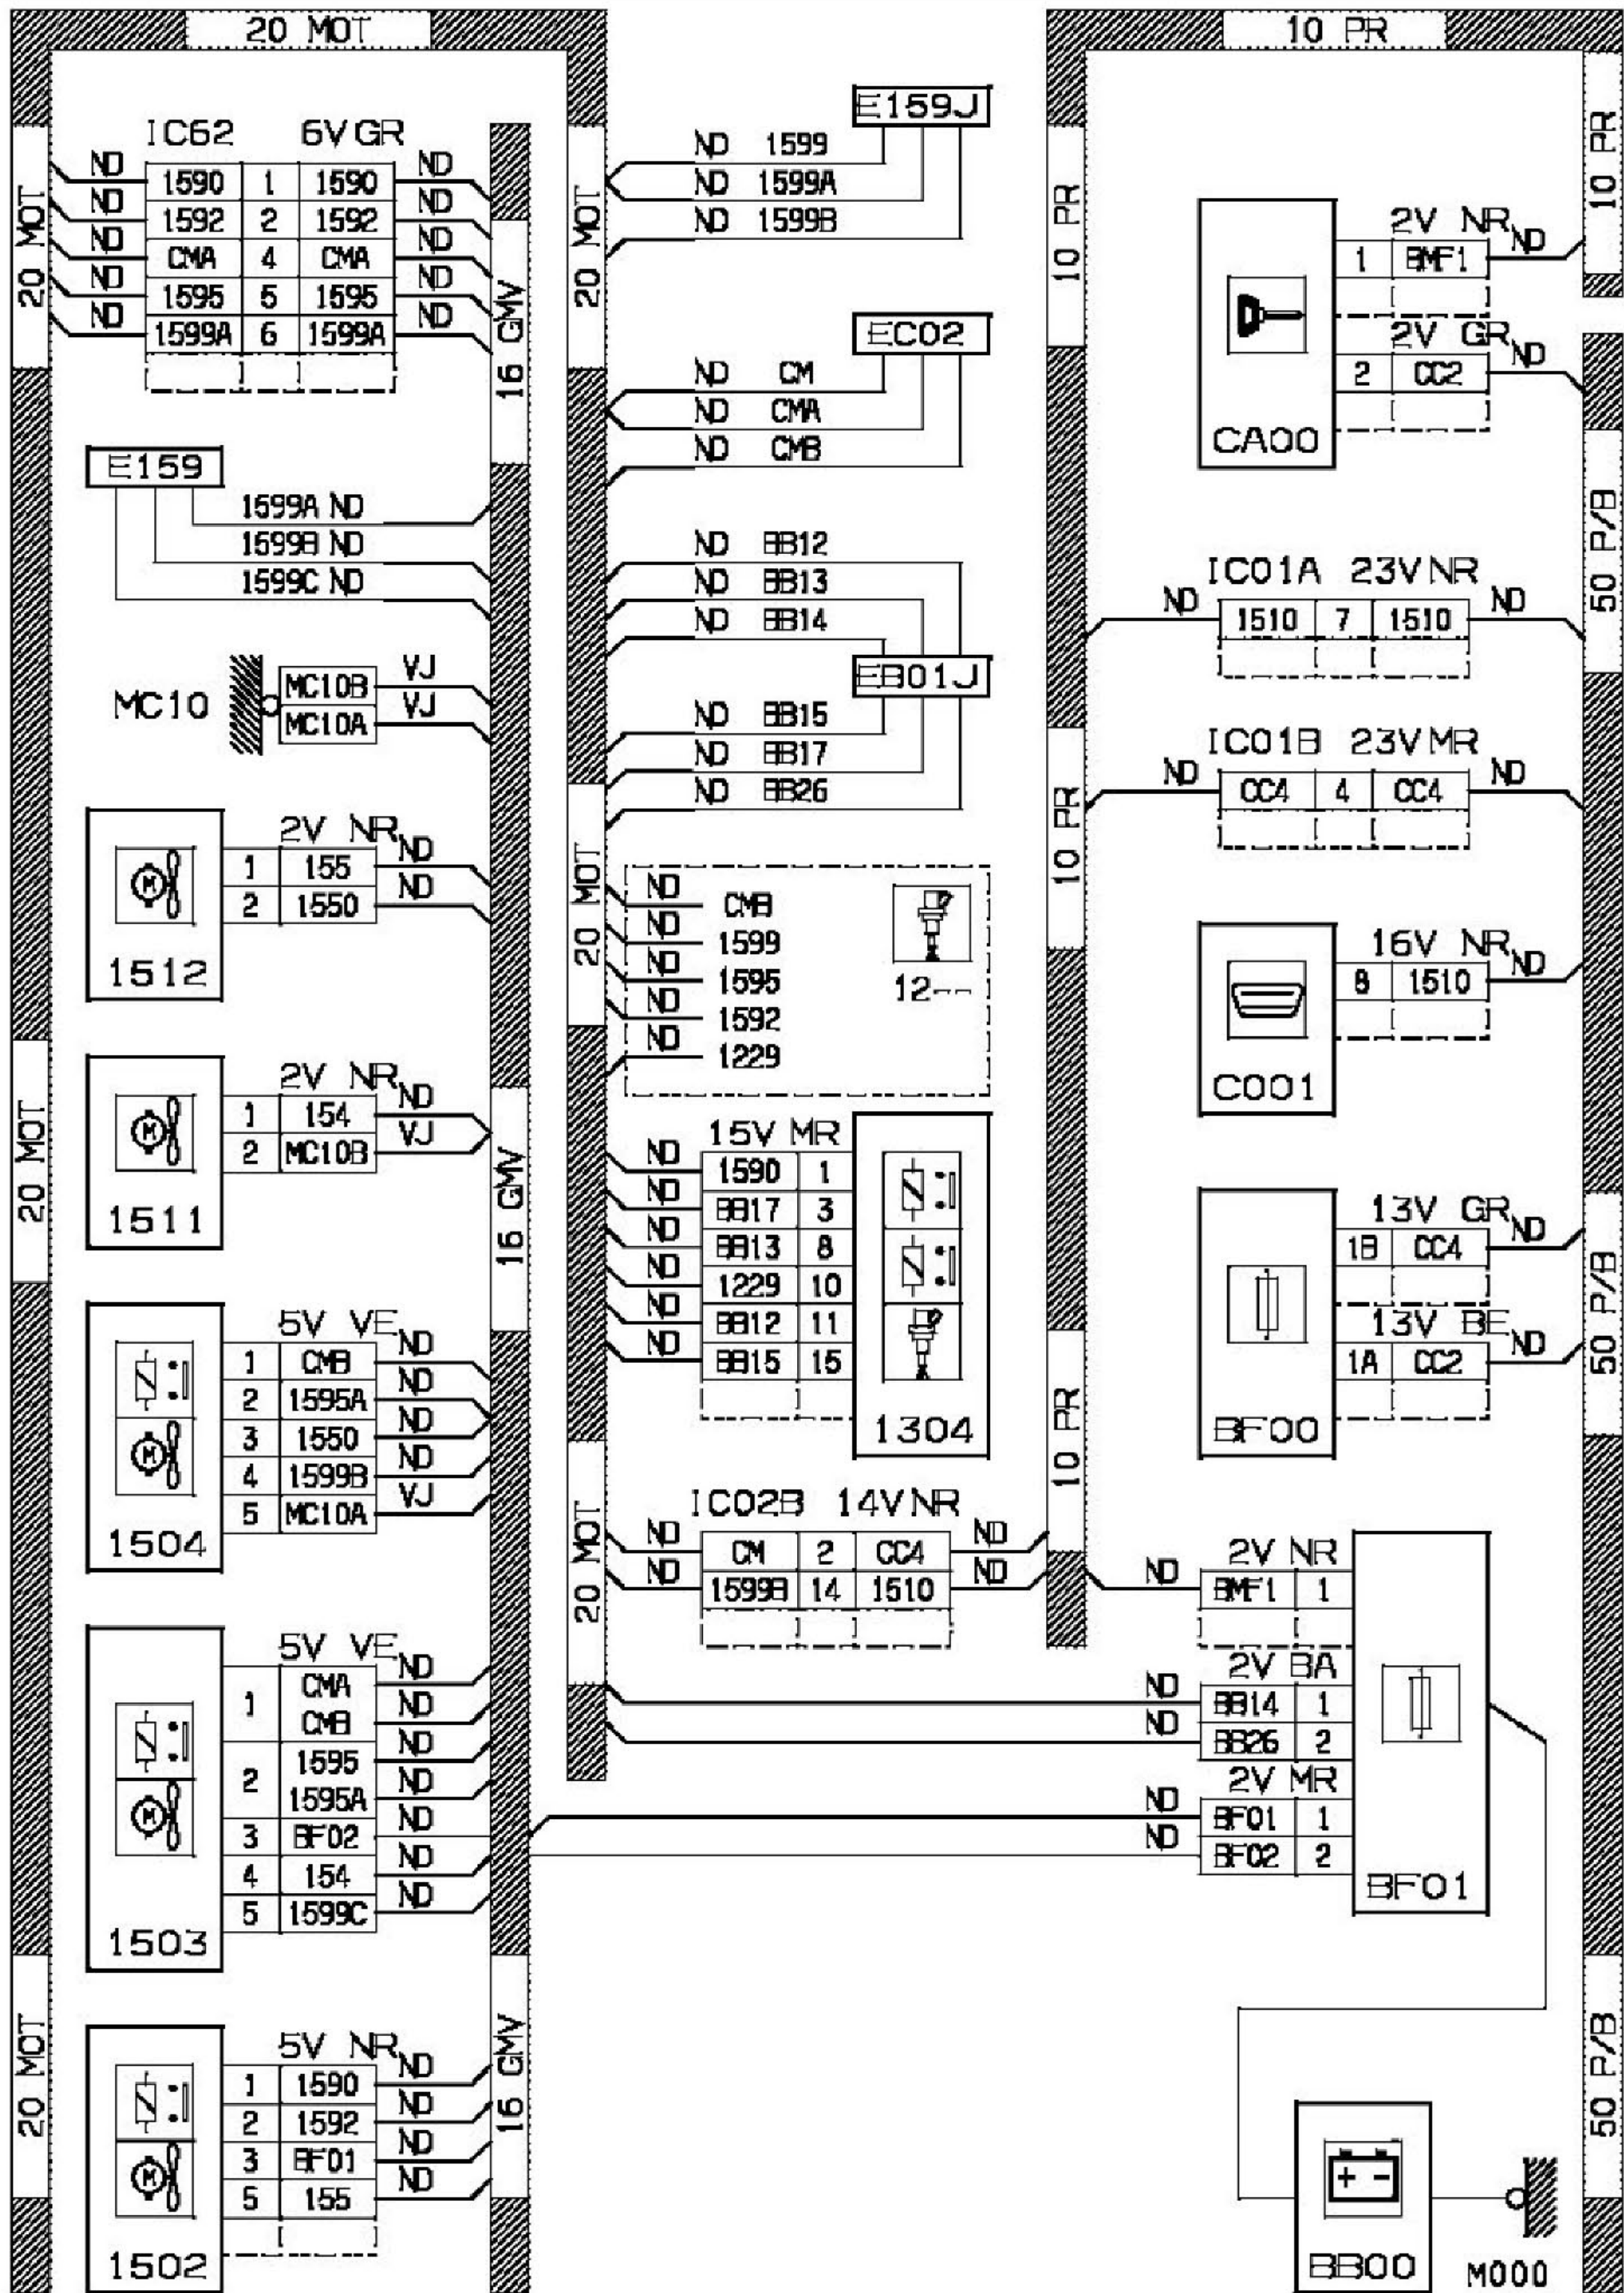 20 MOT
10 PR
20 MOT
IC62 6V GR
ND 1590 1 1590 ND
ND 1592 2 1592 ND
ND CMA 4 CMA ND
ND 1595 5 1595 ND
ND 1599A 6 1599A ND
16 GMV
E159
1599A ND
1599B ND
1599C ND
MC10
MC10B VJ
MC10A VJ
2V NR
1 155 ND
2 1550 ND
1512
20 MOT
2V NR
1 154 ND
2 MC10B VJ
1511
16 GMV
5V VE
1 CMB ND
2 1595A ND
3 1550 ND
4 1599B ND
5 MC10A VJ
1504
5V VE
1 CMA ND
CMB ND
2 1595 ND
1595A ND
3 BF02 ND
4 154 ND
5 1599C ND
1503
20 MOT
16 GMV
5V NR
1 1590 ND
2 1592 ND
3 BF01 ND
5 155 ND
1502
20 MOT
E159J
ND 1599
ND 1599A
ND 1599B
EC02
ND CM
ND CMA
ND CMB
ND BB12
ND BB13
ND BB14
EB01J
ND BB15
ND BB17
ND BB26
20 MOT
ND CMB
ND 1599
ND 1595
ND 1592
ND 1229
12---
15V MR
ND 1590 1
ND BB17 3
ND BB13 8
ND 1229 10
ND BB12 11
ND BB15 15
1304
20 MOT
IC02B 14V NR
ND CM 2 CC4 ND
ND 1599B 14 1510 ND
10 PR
10 PR
10 PR
10 PR
2V NR
1 BMF1 ND
2V GR
2 CC2 ND
CA00
50 P/B
IC01A 23V NR
ND 1510 7 1510 ND
IC01B 23V MR
ND CC4 4 CC4 ND
16V NR
8 1510 ND
C001
13V GR
1B CC4 ND
13V BE
1A CC2 ND
BF00
50 P/B
2V NR
ND BMF1 1
2V BA
ND BB14 1
ND BB26 2
2V MR
ND BF01 1
ND BF02 2
BF01
50 P/B
+ -
BB00
M000